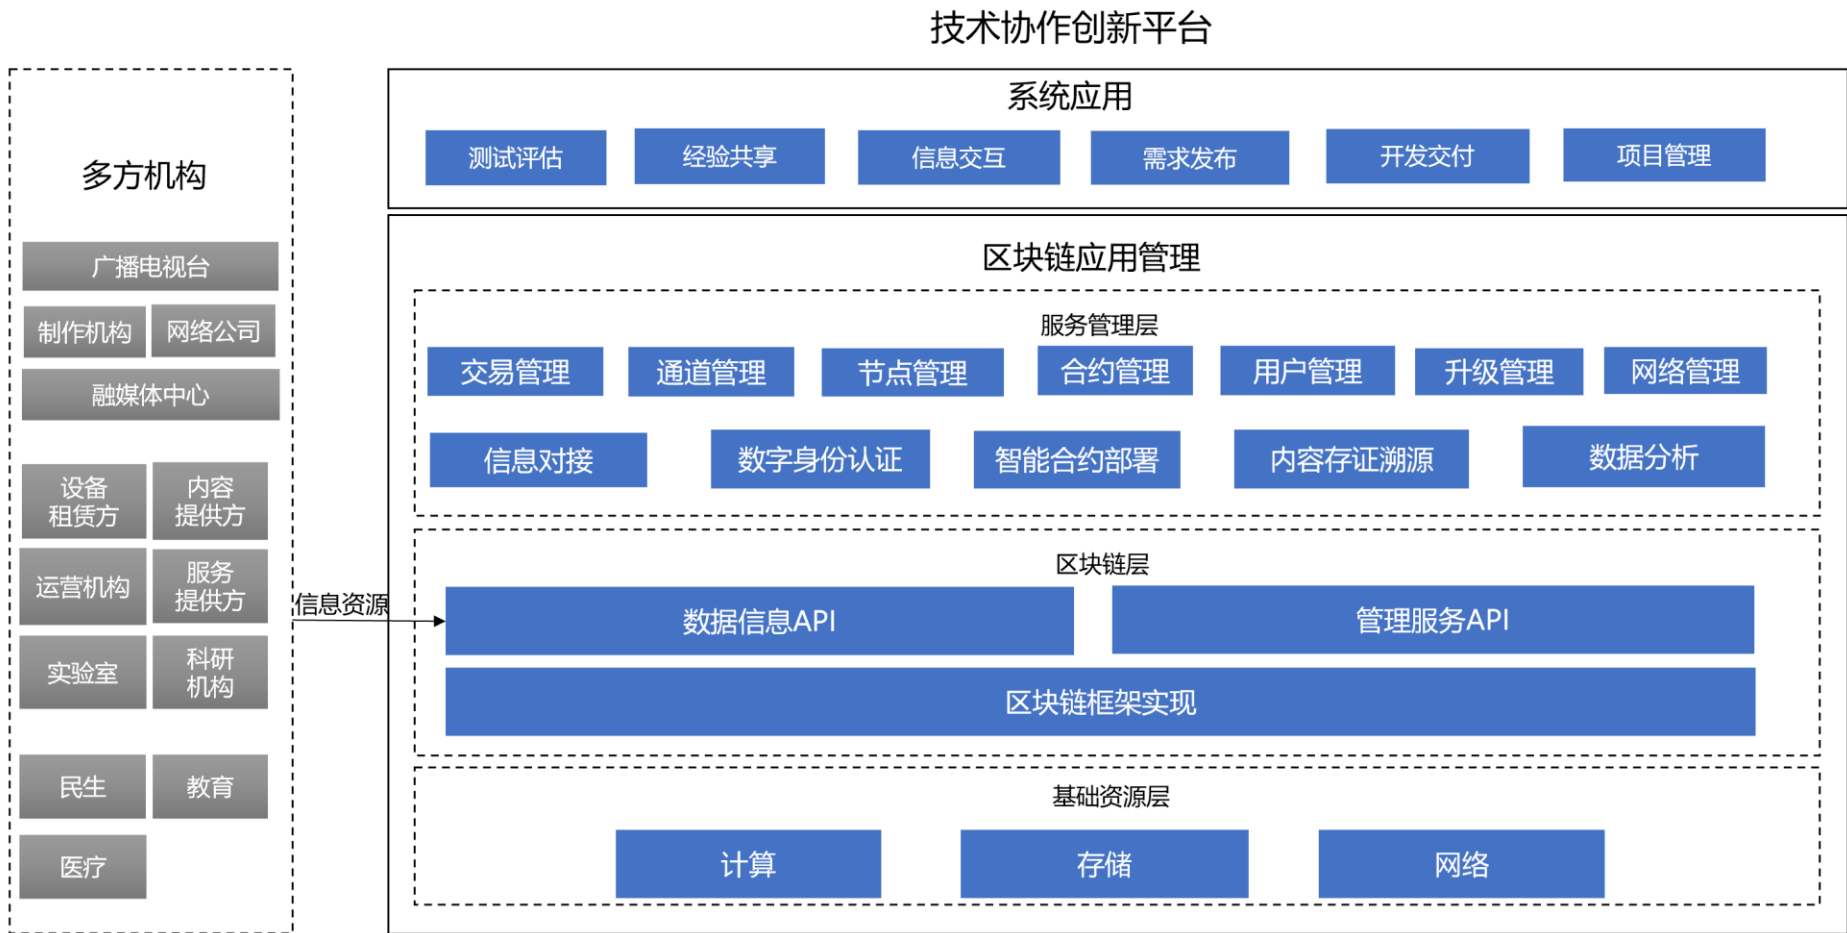 技术协作创新平台
多方机构
广播电视台
制作机构
网络公司
融媒体中心
设备
租赁方
内容
提供方
运营机构
服务
提供方
实验室
科研
机构
民生
教育
医疗
信息资源
系统应用
测试评估
经验共享
信息交互
需求发布
开发交付
项目管理
区块链应用管理
服务管理层
交易管理
通道管理
节点管理
合约管理
用户管理
升级管理
网络管理
信息对接
数字身份认证
智能合约部署
内容存证溯源
数据分析
区块链层
数据信息API
管理服务API
区块链框架实现
基础资源层
计算
存储
网络